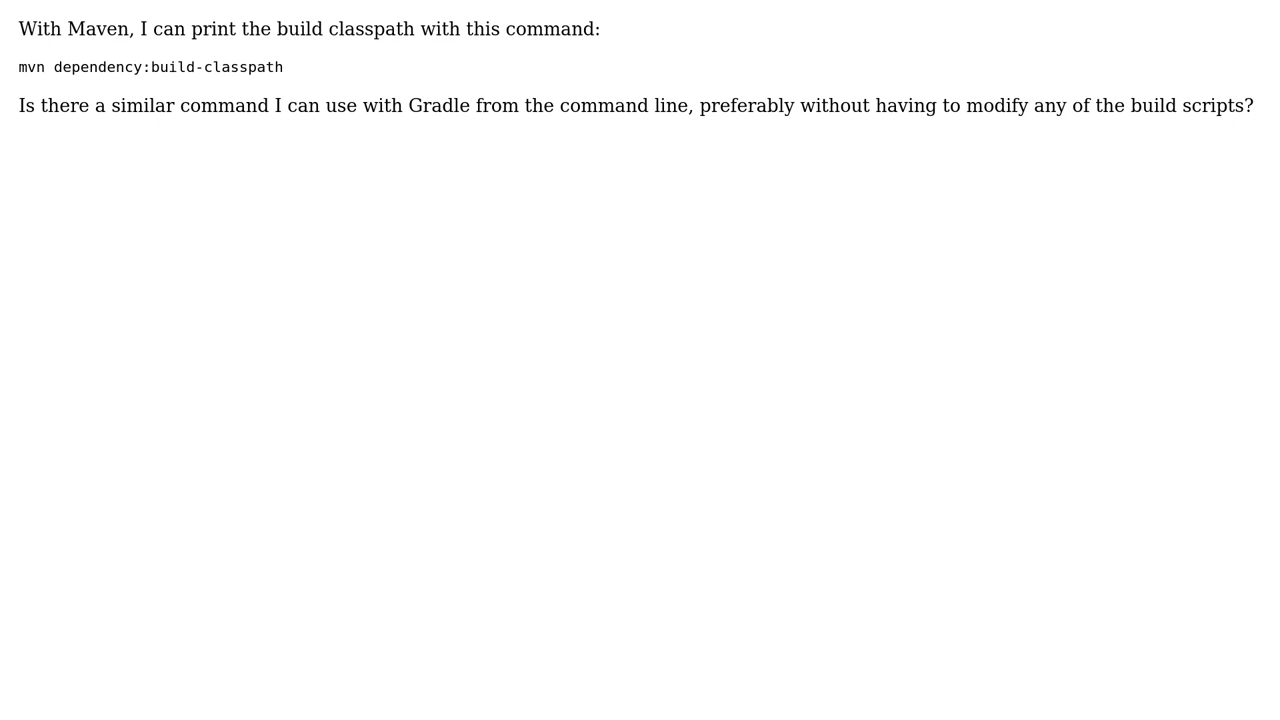 With Maven, I can print the build classpath with this command:
mvn dependency:build-classpath
Is there a similar command I can use with Gradle from the command line, preferably without having to modify any of the build scripts?